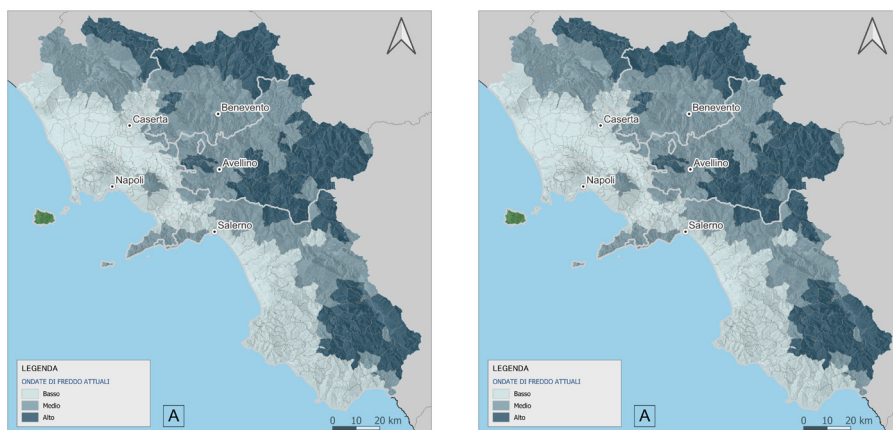 Benevento
Caserta
Avellino
Napoli
Salerno
LEGENDA
ONDATE DI FREDDO ATTUALI
Basso
Medio
Alto
A
0 10 20 km
Benevento
Caserta
Avellino
Napoli
Salerno
LEGENDA
ONDATE DI FREDDO ATTUALI
Basso
Medio
Alto
A
0 10 20 km